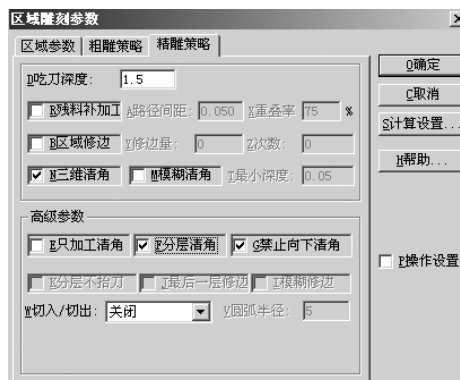 区域雕刻参数
区域参数 粗雕策略 精雕策略
D吃刀深度: 1.5
R残料补加工 A路径间距: 0.050 X重叠率 75 %
B区域修边 Y修边量: 0 Z次数: 0
N三维清角 M模糊清角 T最小深度: 0.05
高级参数
E只加工清角 F分层清角 G禁止向下清角
K分层不抬刀 J最后一层修边 I模糊修边
W切入/切出: 关闭 V圆弧半径: 5
O确定
C取消
S计算设置...
H帮助...
P操作设置